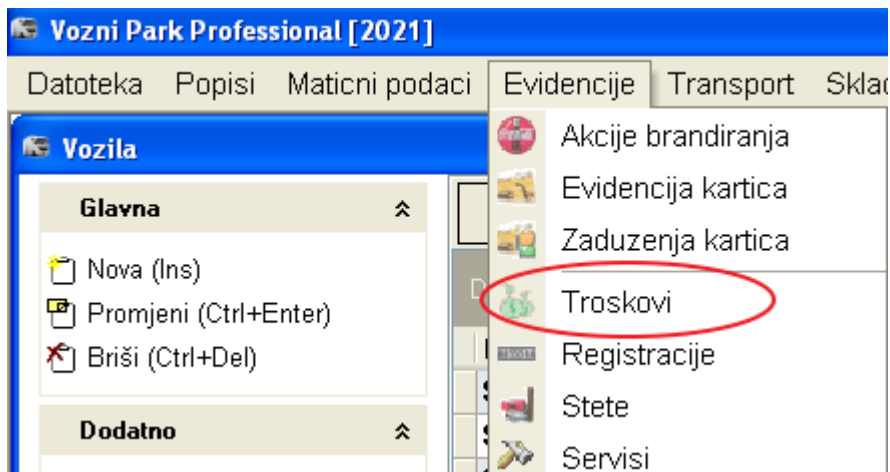 Vozni Park Professional [2021]
Datoteka Popisi Maticni podaci Evidencije Transport Sklad
Vozila
Glavna
Nova (Ins)
Promjeni (Ctrl+Enter)
Briši (Ctrl+Del)
Dodatno
Akcije brandiranja
Evidencija kartica
Zaduzenja kartica
Troskovi
Registracije
Stete
Servisi